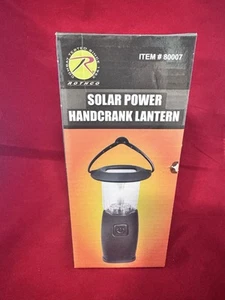 ITEM # 80007
R
ROTHCO
SOLAR POWER
HANDCRANK LANTERN